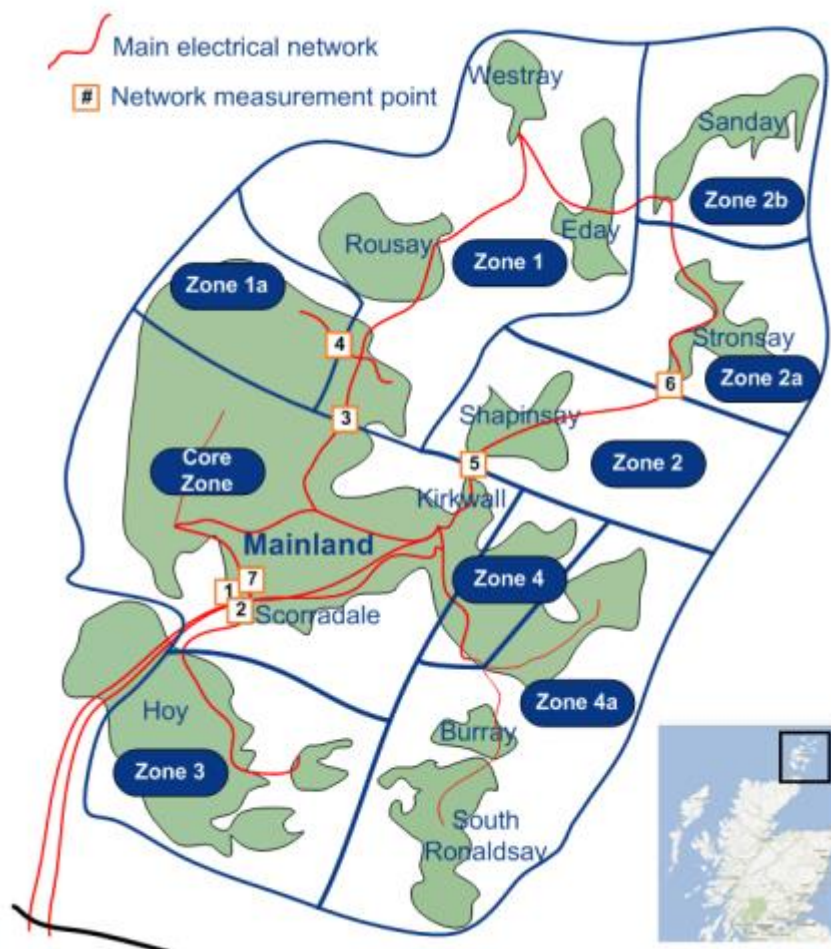 Main electrical network
# Network measurement point
Westray
Sanday
Zone 2b
Rousay
Eday
Zone 1
Zone 1a
4
Stronsay
6
Zone 2a
3
Shapinsay
5
Zone 2
Core
Zone
Kirkwall
Mainland
Zone 4
7
1
2
Scorradale
Hoy
Zone 4a
Burray
Zone 3
South
Ronaldsay